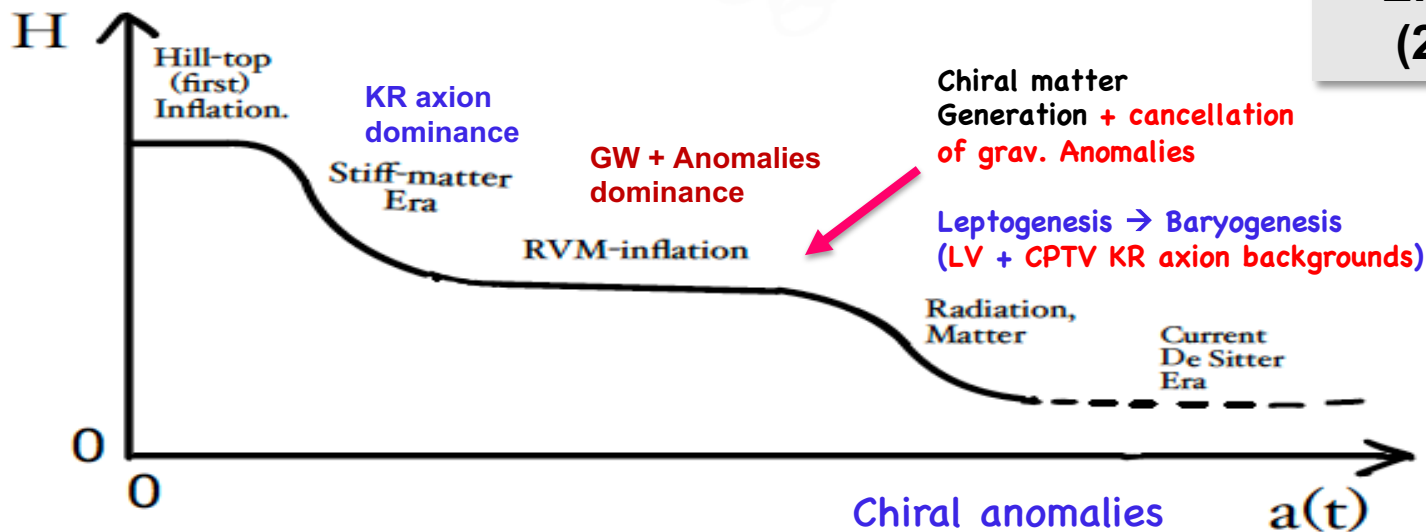 H
Hill-top
(first)
Inflation.
KR axion
dominance
Stiff-matter
Era
GW + Anomalies
dominance
RVM-inflation
Chiral matter
Generation + cancellation
of grav. Anomalies
Leptogenesis → Baryogenesis
(LV + CPTV KR axion backgrounds)
Radiation,
Matter
Current
De Sitter
Era
0
0
Chiral anomalies
a(t)